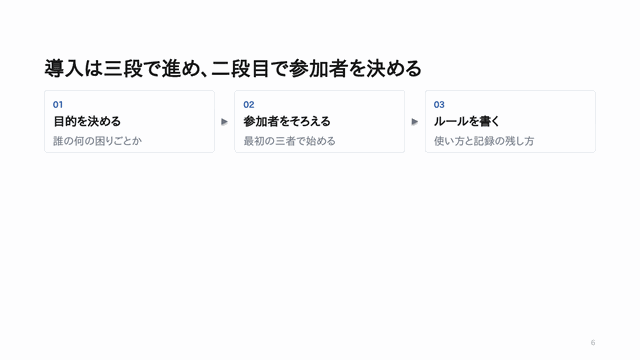 導入は三段で進め、二段目で参加者を決める
01
目的を決める
誰の何の困りごとか
02
参加者をそろえる
最初の三者で始める
03
ルールを書く
使い方と記録の残し方
6